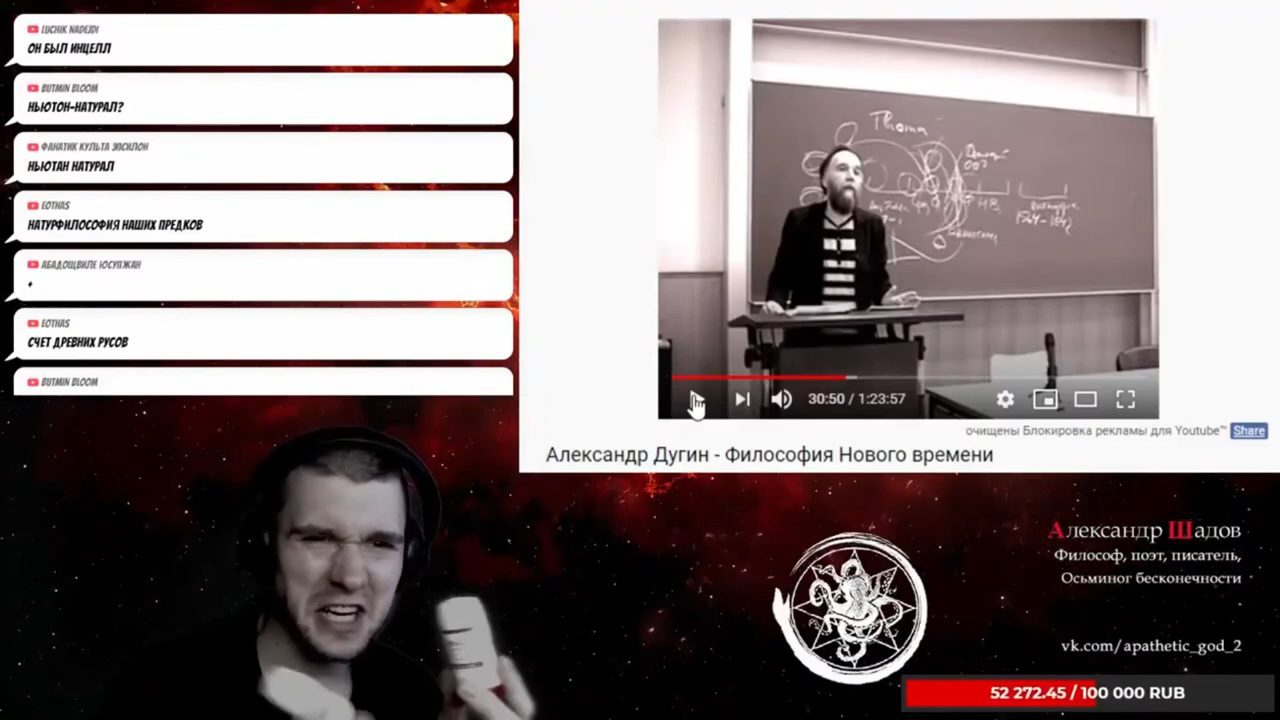 LUCHIK NADEJDI
ОН БЫЛ ИНЦЕЛЛ
BUTMIN BLOOM
НЬЮТОН-НАТУРАЛ?
ФАНАТИК КУЛЬТА ЭПСИЛОН
НЬЮТАН НАТУРАЛ
EOTHAS
НАТУРФИЛОСОФИЯ НАШИХ ПРЕДКОВ
АБАДОЩВИЛЕ ЮСУПЖАН
+
EOTHAS
СЧЕТ ДРЕВНИХ РУСОВ
BUTMIN BLOOM
30:50 / 1:23:57
очищены Блокировка рекламы для Youtube™ Share
Александр Дугин - Философия Нового времени
Александр Шадов
Философ, поэт, писатель,
Осьминог бесконечности
vk.com/apathetic_god_2
52 272.45 / 100 000 RUB